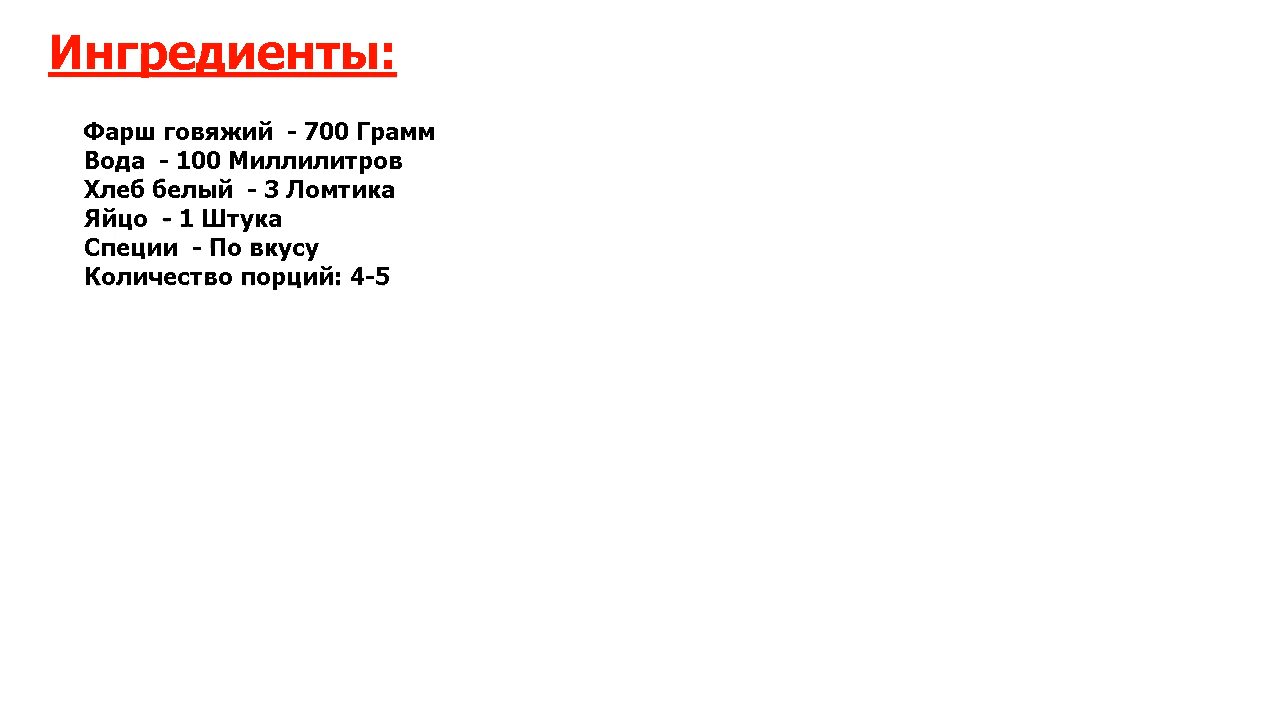 Ингредиенты:
Фарш говяжий  - 700 Грамм
Вода  - 100 Миллилитров
Хлеб белый  - 3 Ломтика
Яйцо  - 1 Штука
Специи  - По вкусу
Количество порций: 4-5